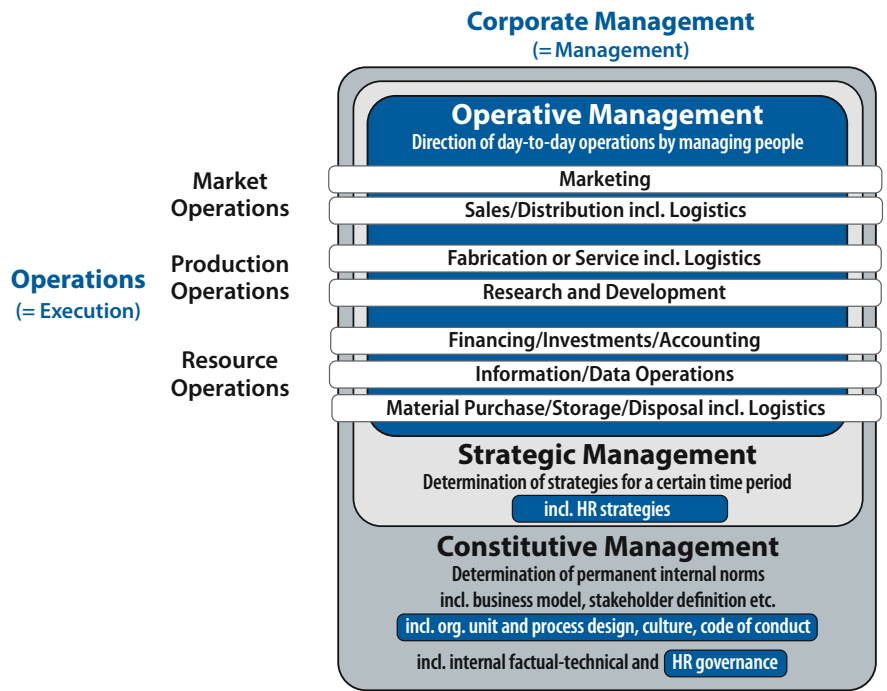 Corporate Management
(= Management)
Operative Management
Direction of day-to-day operations by managing people
Market
Operations
Marketing
Sales/Distribution incl. Logistics
Operations
(= Execution)
Production
Operations
Fabrication or Service incl. Logistics
Research and Development
Resource
Operations
Financing/Investments/Accounting
Information/Data Operations
Material Purchase/Storage/Disposal incl. Logistics
Strategic Management
Determination of strategies for a certain time period
incl. HR strategies
Constitutive Management
Determination of permanent internal norms
incl. business model, stakeholder definition etc.
incl. org. unit and process design, culture, code of conduct
incl. internal factual-technical and HR governance